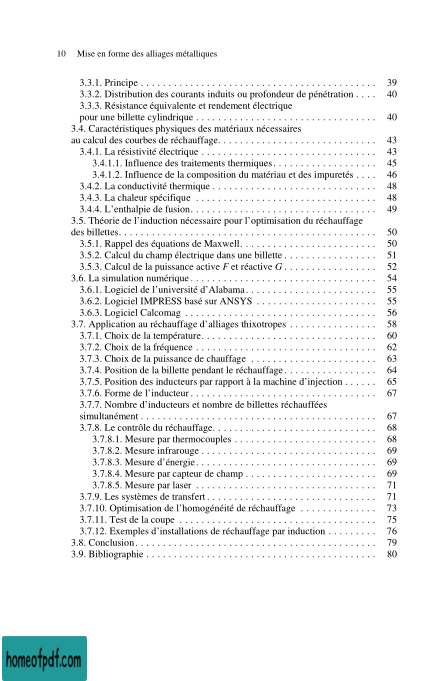 10 Mise en forme des alliages métalliques
3.3.1. Principe . . . . . . . . . . . . . . . . . . . . . . . . . . . . . . . . . . . . . . . . . . . 39
3.3.2. Distribution des courants induits ou profondeur de pénétration . . . . 40
3.3.3. Résistance équivalente et rendement électrique
pour une billette cylindrique . . . . . . . . . . . . . . . . . . . . . . . . . . . . . . . . . 40
3.4. Caractéristiques physiques des matériaux nécessaires
au calcul des courbes de réchauffage. . . . . . . . . . . . . . . . . . . . . . . . . . . . . 43
3.4.1. La résistivité électrique . . . . . . . . . . . . . . . . . . . . . . . . . . . . . . . . 43
3.4.1.1. Influence des traitements thermiques. . . . . . . . . . . . . . . . . . . 45
3.4.1.2. Influence de la composition du matériau et des impuretés . . . . 46
3.4.2. La conductivité thermique . . . . . . . . . . . . . . . . . . . . . . . . . . . . . . 48
3.4.3. La chaleur spécifique . . . . . . . . . . . . . . . . . . . . . . . . . . . . . . . . . 48
3.4.4. L'enthalpie de fusion. . . . . . . . . . . . . . . . . . . . . . . . . . . . . . . . . . 49
3.5. Théorie de l'induction nécessaire pour l'optimisation du réchauffage
des billettes. . . . . . . . . . . . . . . . . . . . . . . . . . . . . . . . . . . . . . . . . . . . . . . 50
3.5.1. Rappel des équations de Maxwell. . . . . . . . . . . . . . . . . . . . . . . . . 50
3.5.2. Calcul du champ électrique dans une billette . . . . . . . . . . . . . . . . . 51
3.5.3. Calcul de la puissance active F et réactive G . . . . . . . . . . . . . . . . . 52
3.6. La simulation numérique . . . . . . . . . . . . . . . . . . . . . . . . . . . . . . . . . . 54
3.6.1. Logiciel de l'université d'Alabama. . . . . . . . . . . . . . . . . . . . . . . . 55
3.6.2. Logiciel IMPRESS basé sur ANSYS . . . . . . . . . . . . . . . . . . . . . . 55
3.6.3. Logiciel Calcomag . . . . . . . . . . . . . . . . . . . . . . . . . . . . . . . . . . . 56
3.7. Application au réchauffage d'alliages thixotropes . . . . . . . . . . . . . . . . 58
3.7.1. Choix de la température. . . . . . . . . . . . . . . . . . . . . . . . . . . . . . . . 60
3.7.2. Choix de la fréquence . . . . . . . . . . . . . . . . . . . . . . . . . . . . . . . . . 62
3.7.3. Choix de la puissance de chauffage . . . . . . . . . . . . . . . . . . . . . . . 63
3.7.4. Position de la billette pendant le réchauffage . . . . . . . . . . . . . . . . . 64
3.7.5. Position des inducteurs par rapport à la machine d'injection . . . . . . 65
3.7.6. Forme de l'inducteur . . . . . . . . . . . . . . . . . . . . . . . . . . . . . . . . . . 67
3.7.7. Nombre d'inducteurs et nombre de billettes réchauffées
simultanément . . . . . . . . . . . . . . . . . . . . . . . . . . . . . . . . . . . . . . . . . . . 67
3.7.8. Le contrôle du réchauffage. . . . . . . . . . . . . . . . . . . . . . . . . . . . . . 68
3.7.8.1. Mesure par thermocouples . . . . . . . . . . . . . . . . . . . . . . . . . . 68
3.7.8.2. Mesure infrarouge . . . . . . . . . . . . . . . . . . . . . . . . . . . . . . . . 69
3.7.8.3. Mesure d'énergie . . . . . . . . . . . . . . . . . . . . . . . . . . . . . . . . . 69
3.7.8.4. Mesure par capteur de champ . . . . . . . . . . . . . . . . . . . . . . . . 69
3.7.8.5. Mesure par laser . . . . . . . . . . . . . . . . . . . . . . . . . . . . . . . . . 71
3.7.9. Les systèmes de transfert . . . . . . . . . . . . . . . . . . . . . . . . . . . . . . . 71
3.7.10. Optimisation de l'homogénéité de réchauffage . . . . . . . . . . . . . . 73
3.7.11. Test de la coupe . . . . . . . . . . . . . . . . . . . . . . . . . . . . . . . . . . . . 75
3.7.12. Exemples d'installations de réchauffage par induction . . . . . . . . . 76
3.8. Conclusion . . . . . . . . . . . . . . . . . . . . . . . . . . . . . . . . . . . . . . . . . . . . 79
3.9. Bibliographie . . . . . . . . . . . . . . . . . . . . . . . . . . . . . . . . . . . . . . . . . . 80
homeofpdf.com